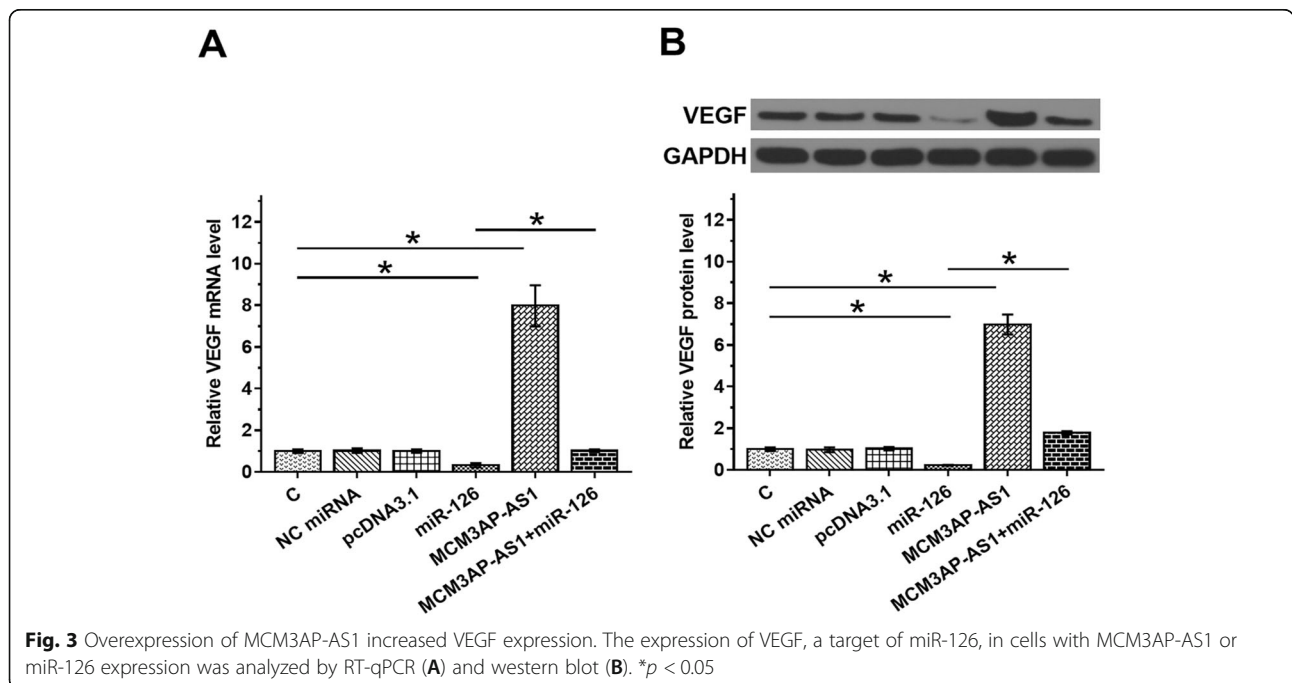 A
B
VEGF
GAPDH
Relative VEGF mRNA level
12
10
8
6
4
2
0
*
*
*
C
NC miRNA
pcDNA3.1
miR-126
MCM3AP-AS1
MCM3AP-AS1+miR-126
Relative VEGF protein level
12
10
8
6
4
2
0
*
*
*
C
NC miRNA
pcDNA3.1
miR-126
MCM3AP-AS1
MCM3AP-AS1+miR-126
Fig. 3 Overexpression of MCM3AP-AS1 increased VEGF expression. The expression of VEGF, a target of miR-126, in cells with MCM3AP-AS1 or
miR-126 expression was analyzed by RT-qPCR (A) and western blot (B). *p < 0.05